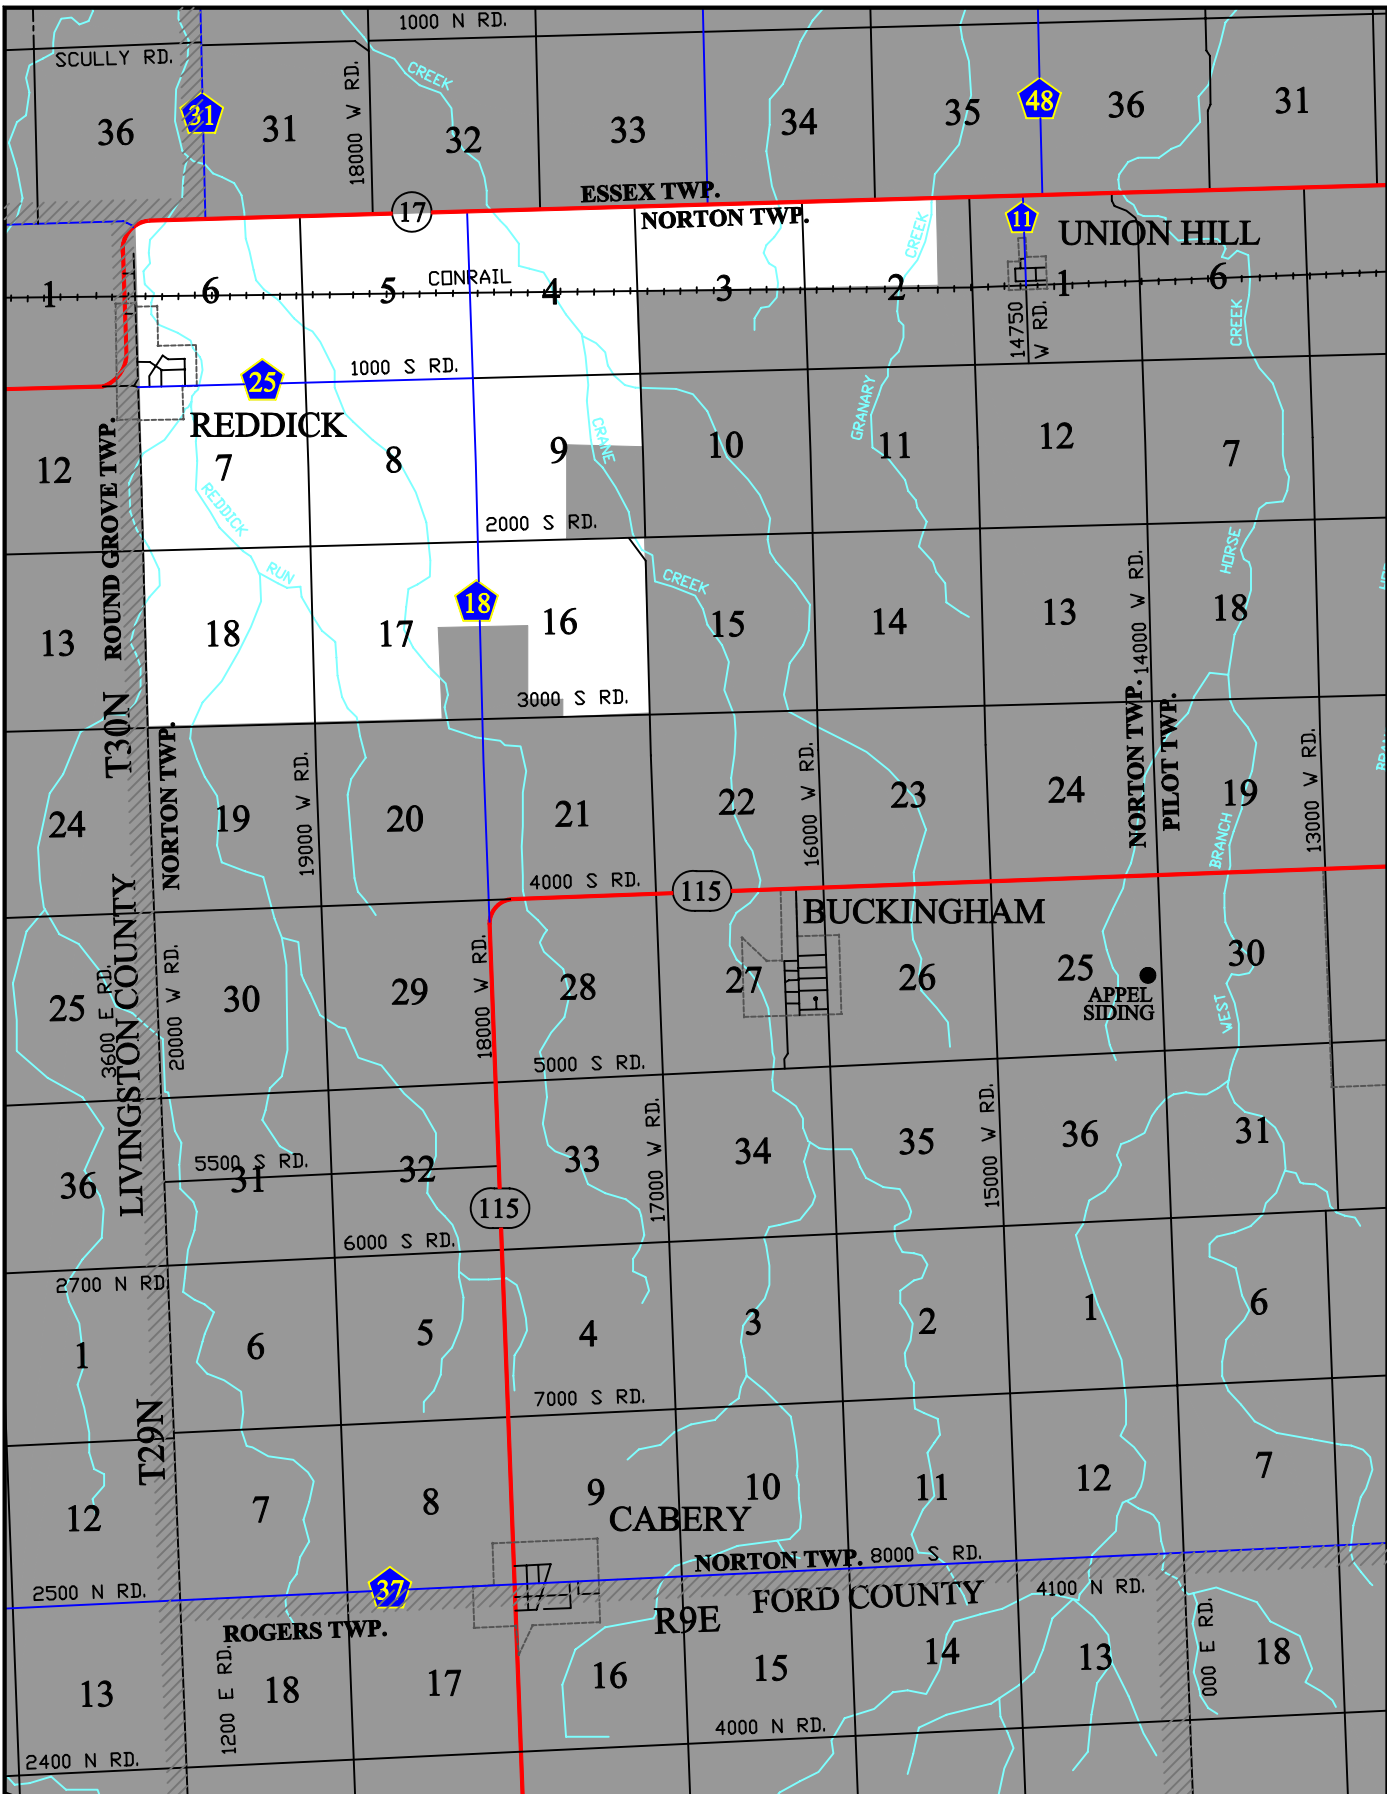 1000 N RD.
SCULLY RD.
CREEK
18000 W RD.
36
31
31
32
33
34
35
48
36
31
ESSEX TWP.
17
NORTON TWP.
CREEK
11
UNION HILL
1
6
5
CONRAIL
4
3
2
1
6
14750
W RD.
CREEK
1000 S RD.
25
REDDICK
GRANARY
CRANE
12
7
8
9
10
11
12
7
ROUND GROVE TWP.
REDDICK
RUN
2000 S RD.
CREEK
HORSE
14000 W RD.
13
18
17
18
16
15
14
13
18
3000 S RD.
T30N
NORTON TWP.
NORTON TWP.
PILOT TWP.
19000 W RD.
16000 W RD.
13000 W RD.
24
19
20
21
22
23
24
19
BRANCH
4000 S RD.
115
BUCKINGHAM
LIVINGSTON COUNTY
3600 E RD.
20000 W RD.
18000 W RD.
25
30
29
28
27
26
25
30
APPEL
SIDING
WEST
5000 S RD.
17000 W RD.
15000 W RD.
36
5500 S RD.
31
32
33
34
35
36
31
115
6000 S RD.
2700 N RD.
1
6
5
4
3
2
1
6
7000 S RD.
T29N
12
7
8
9
10
11
12
7
CABERY
NORTON TWP.
8000 S RD.
2500 N RD.
37
4100 N RD.
FORD COUNTY
R9E
ROGERS TWP.
1200 E RD.
000 E RD.
13
18
17
16
15
14
13
18
4000 N RD.
2400 N RD.